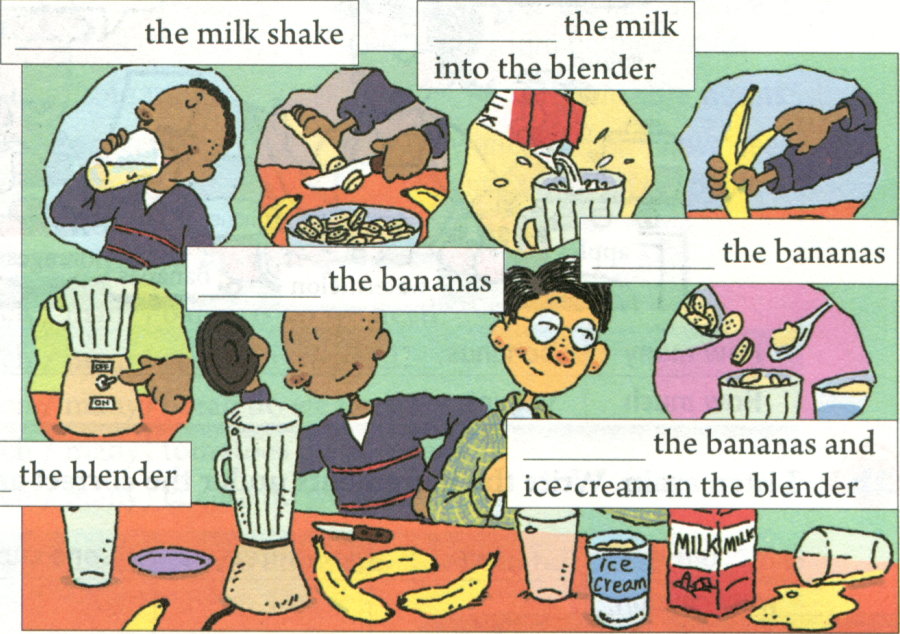 ________ the milk shake
________ the milk
into the blender
________ the bananas
________ the bananas
OFF
ON
_ the blender
________ the bananas and
ice-cream in the blender
MILK
MILK
ice
cream